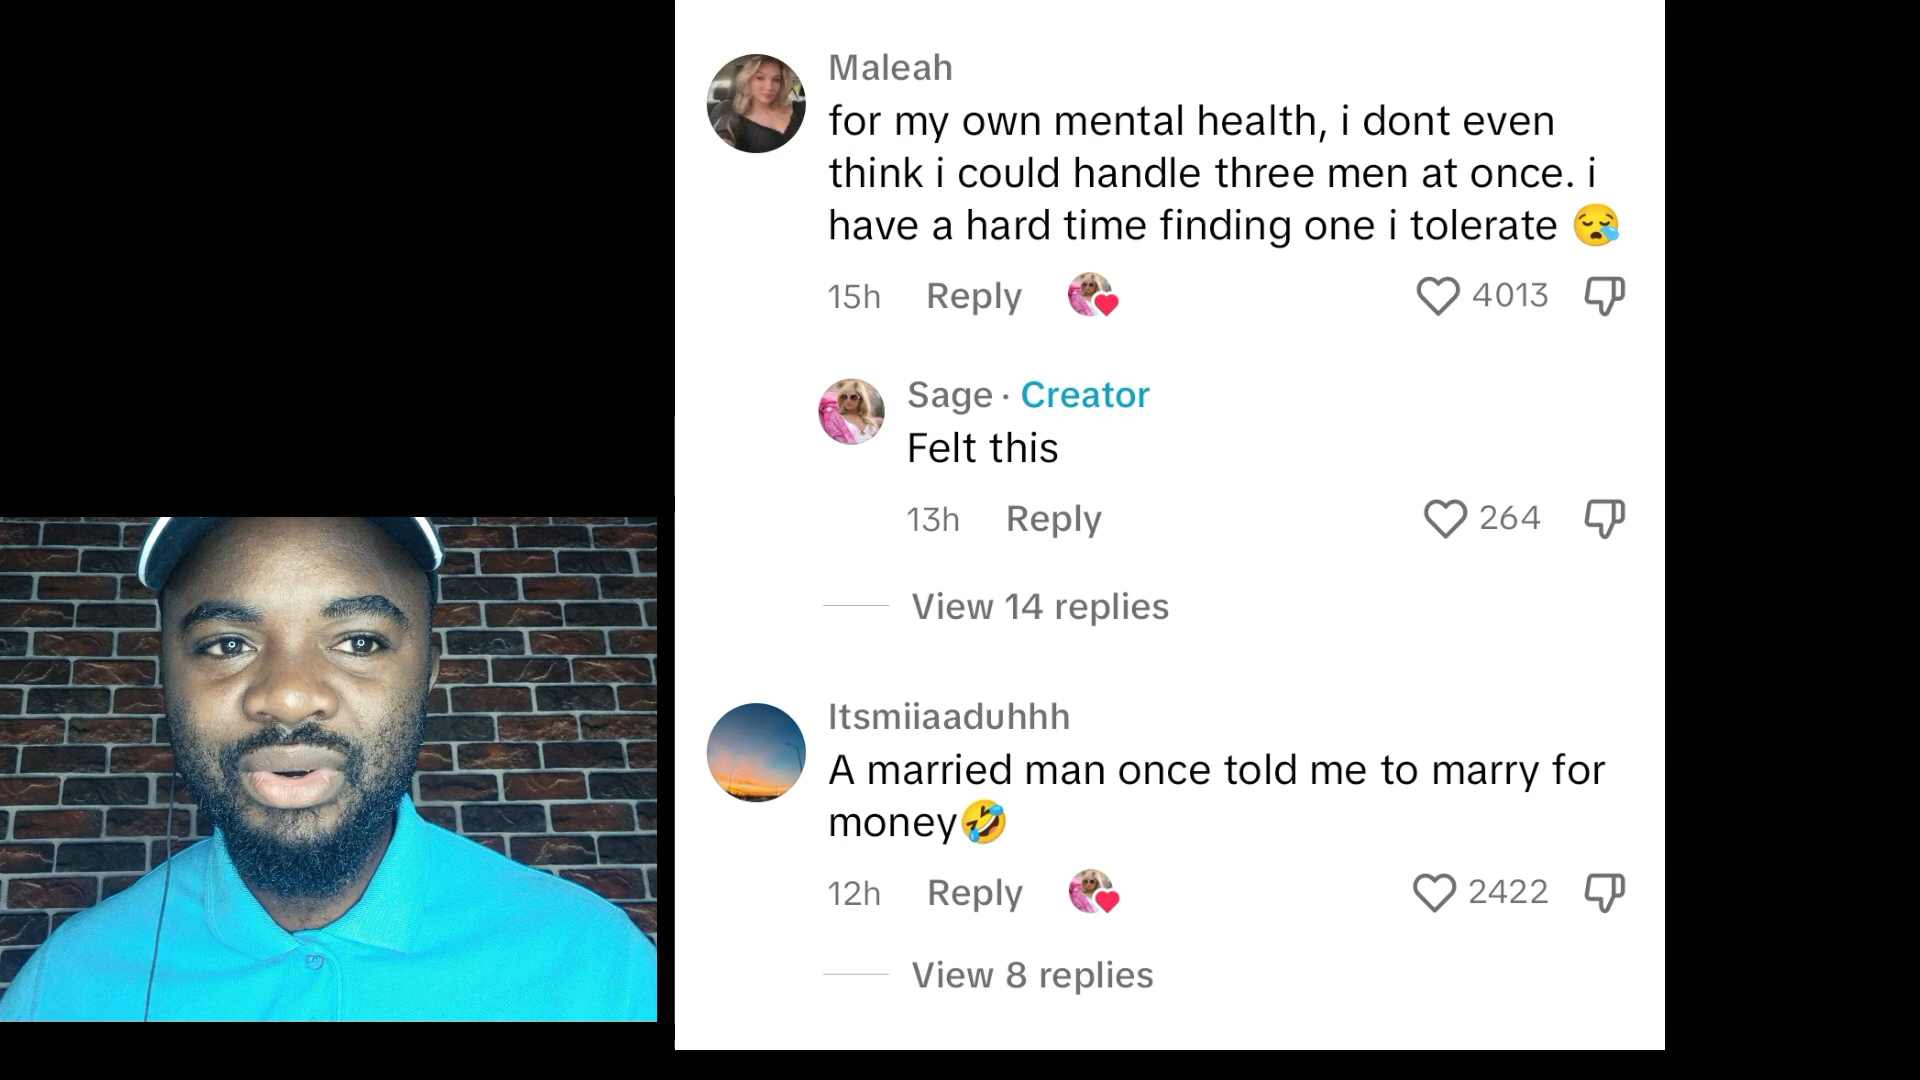 Maleah
for my own mental health, i dont even
think i could handle three men at once. i
have a hard time finding one i tolerate 😪
15h Reply 4013
Sage · Creator
Felt this
13h Reply 264
View 14 replies
Itsmiiaaduhhh
A married man once told me to marry for
money🤣
12h Reply 2422
View 8 replies